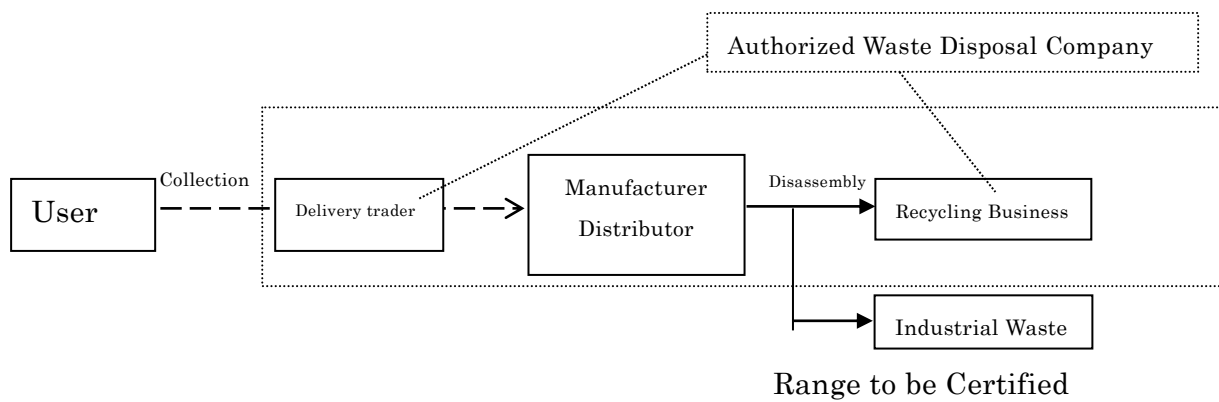 Authorized Waste Disposal Company
User
Collection
Delivery trader
Manufacturer
Distributor
Disassembly
Recycling Business
Industrial Waste
Range to be Certified